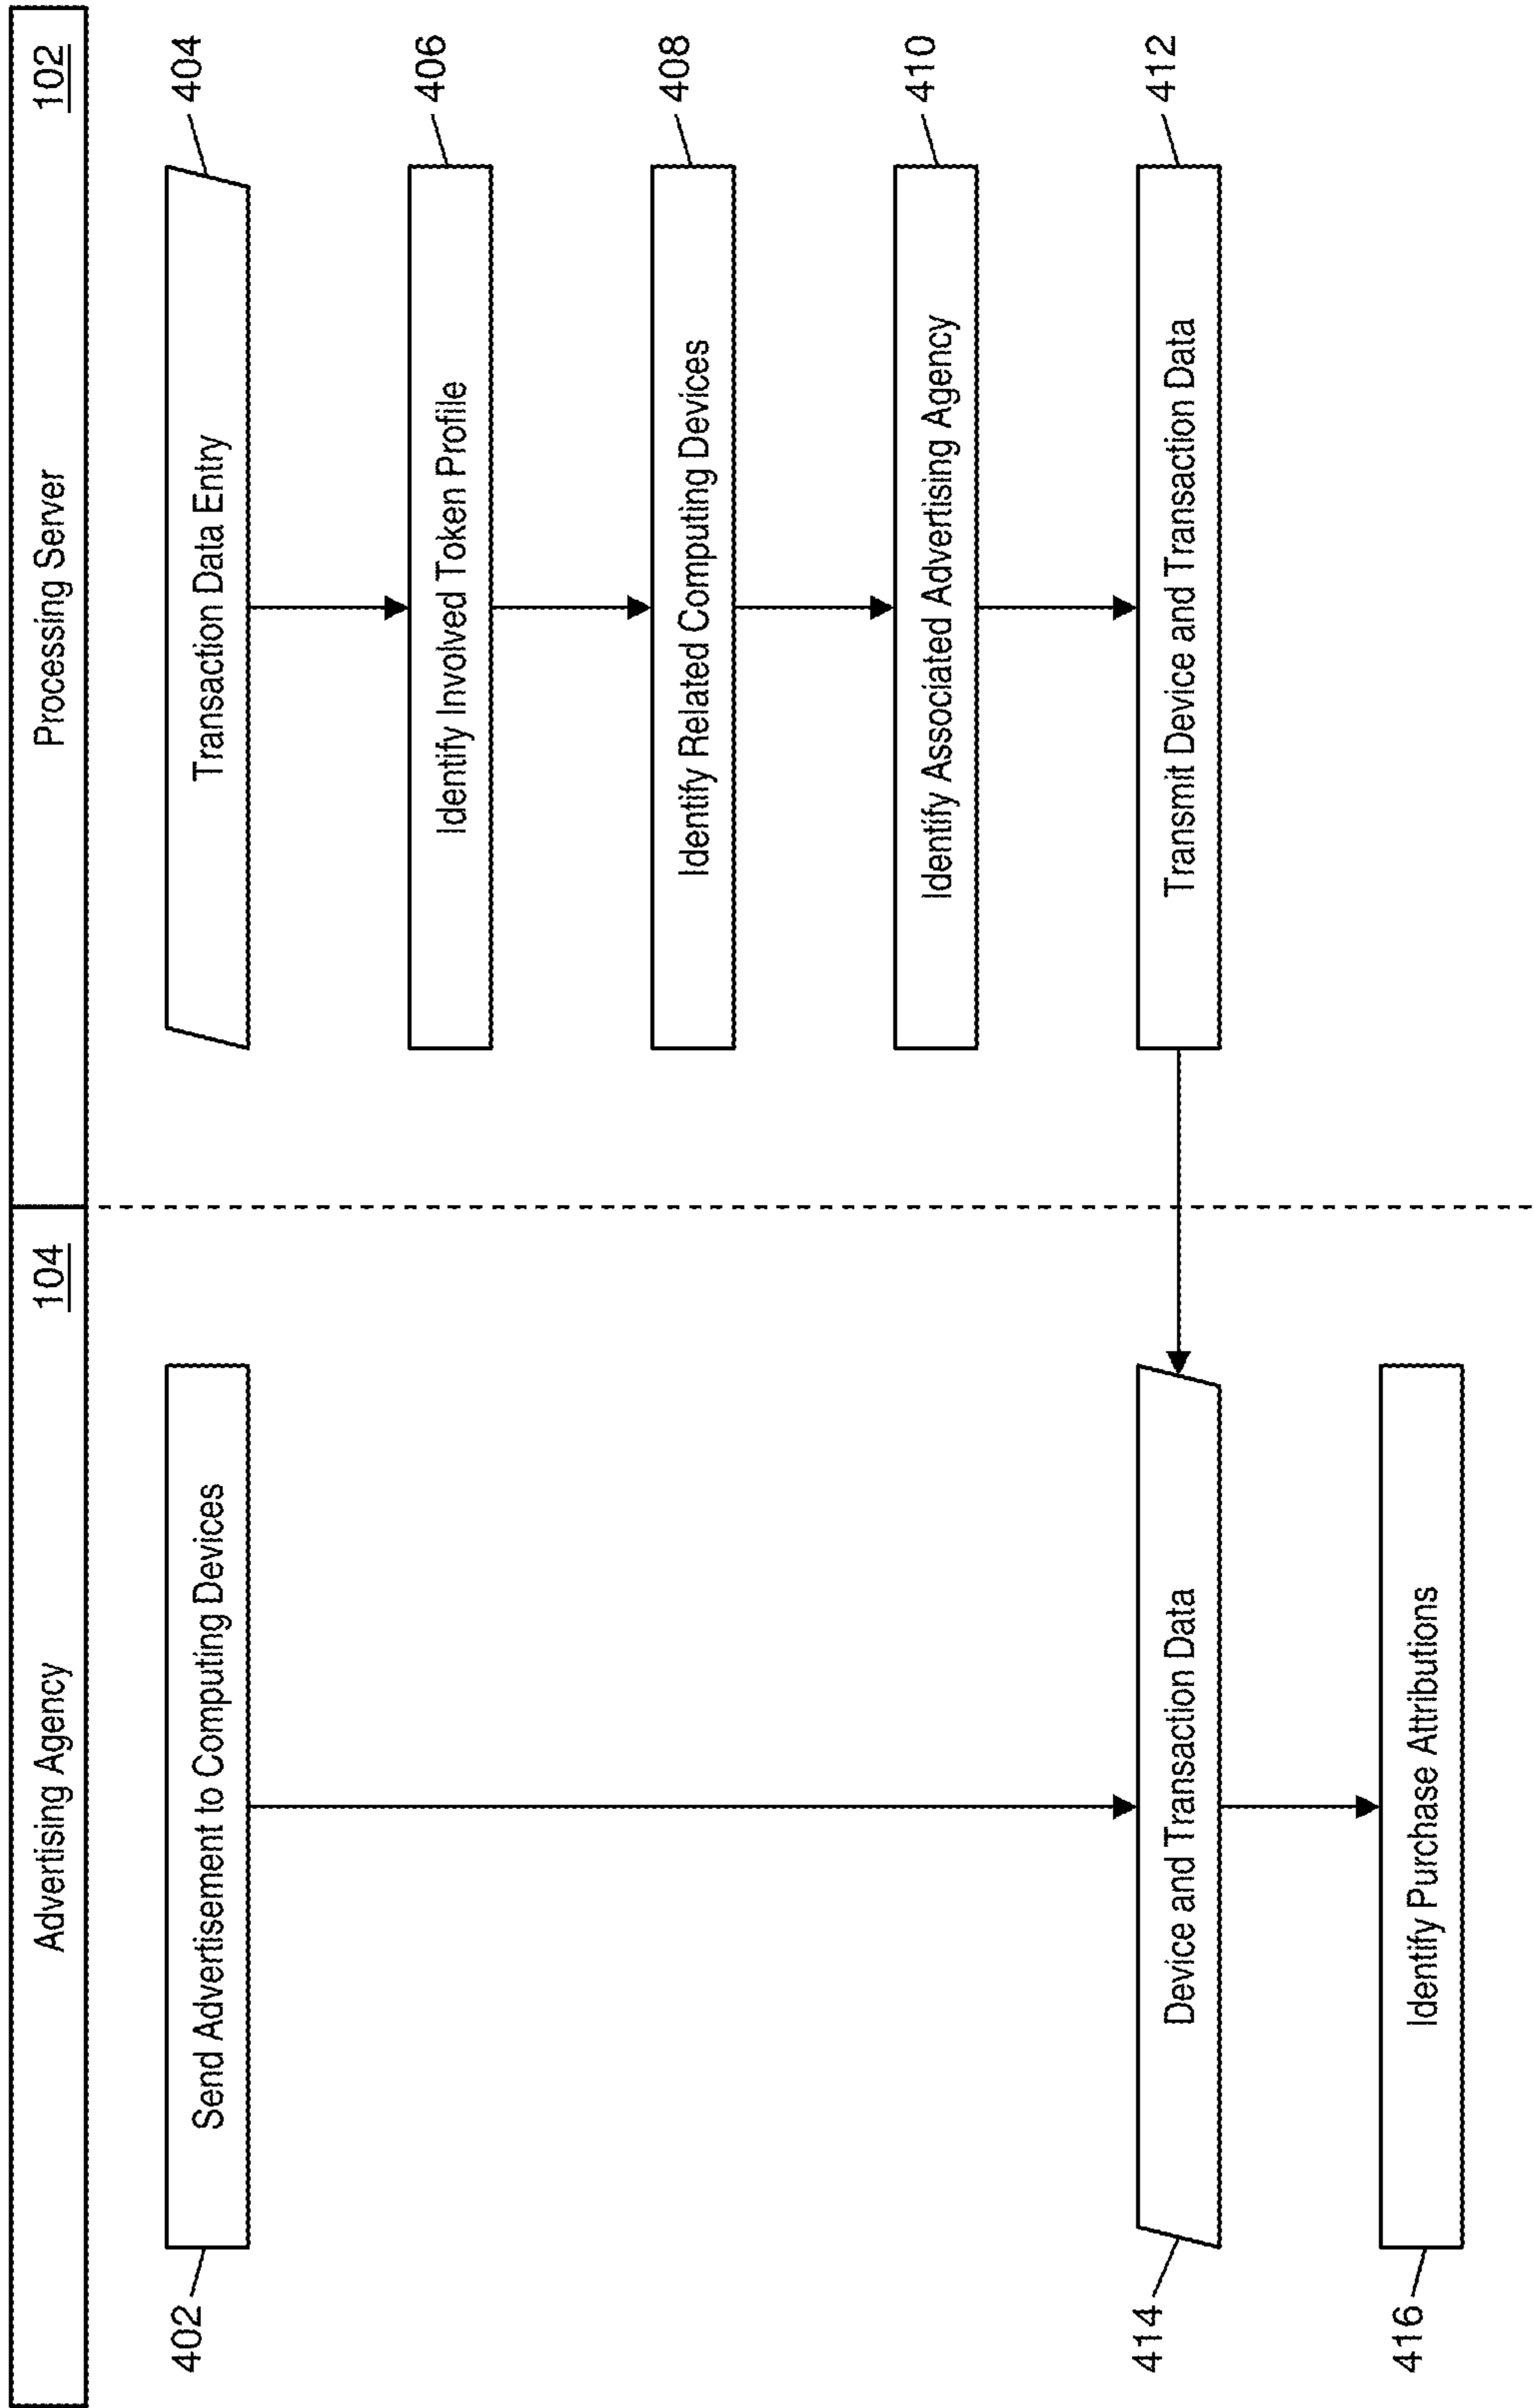 Advertising Agency
104
Processing Server
102
402
Send Advertisement to Computing Devices
Transaction Data Entry
404
Identify Involved Token Profile
406
Identify Related Computing Devices
408
Identify Associated Advertising Agency
410
414
Device and Transaction Data
Transmit Device and Transaction Data
412
416
Identify Purchase Attributions